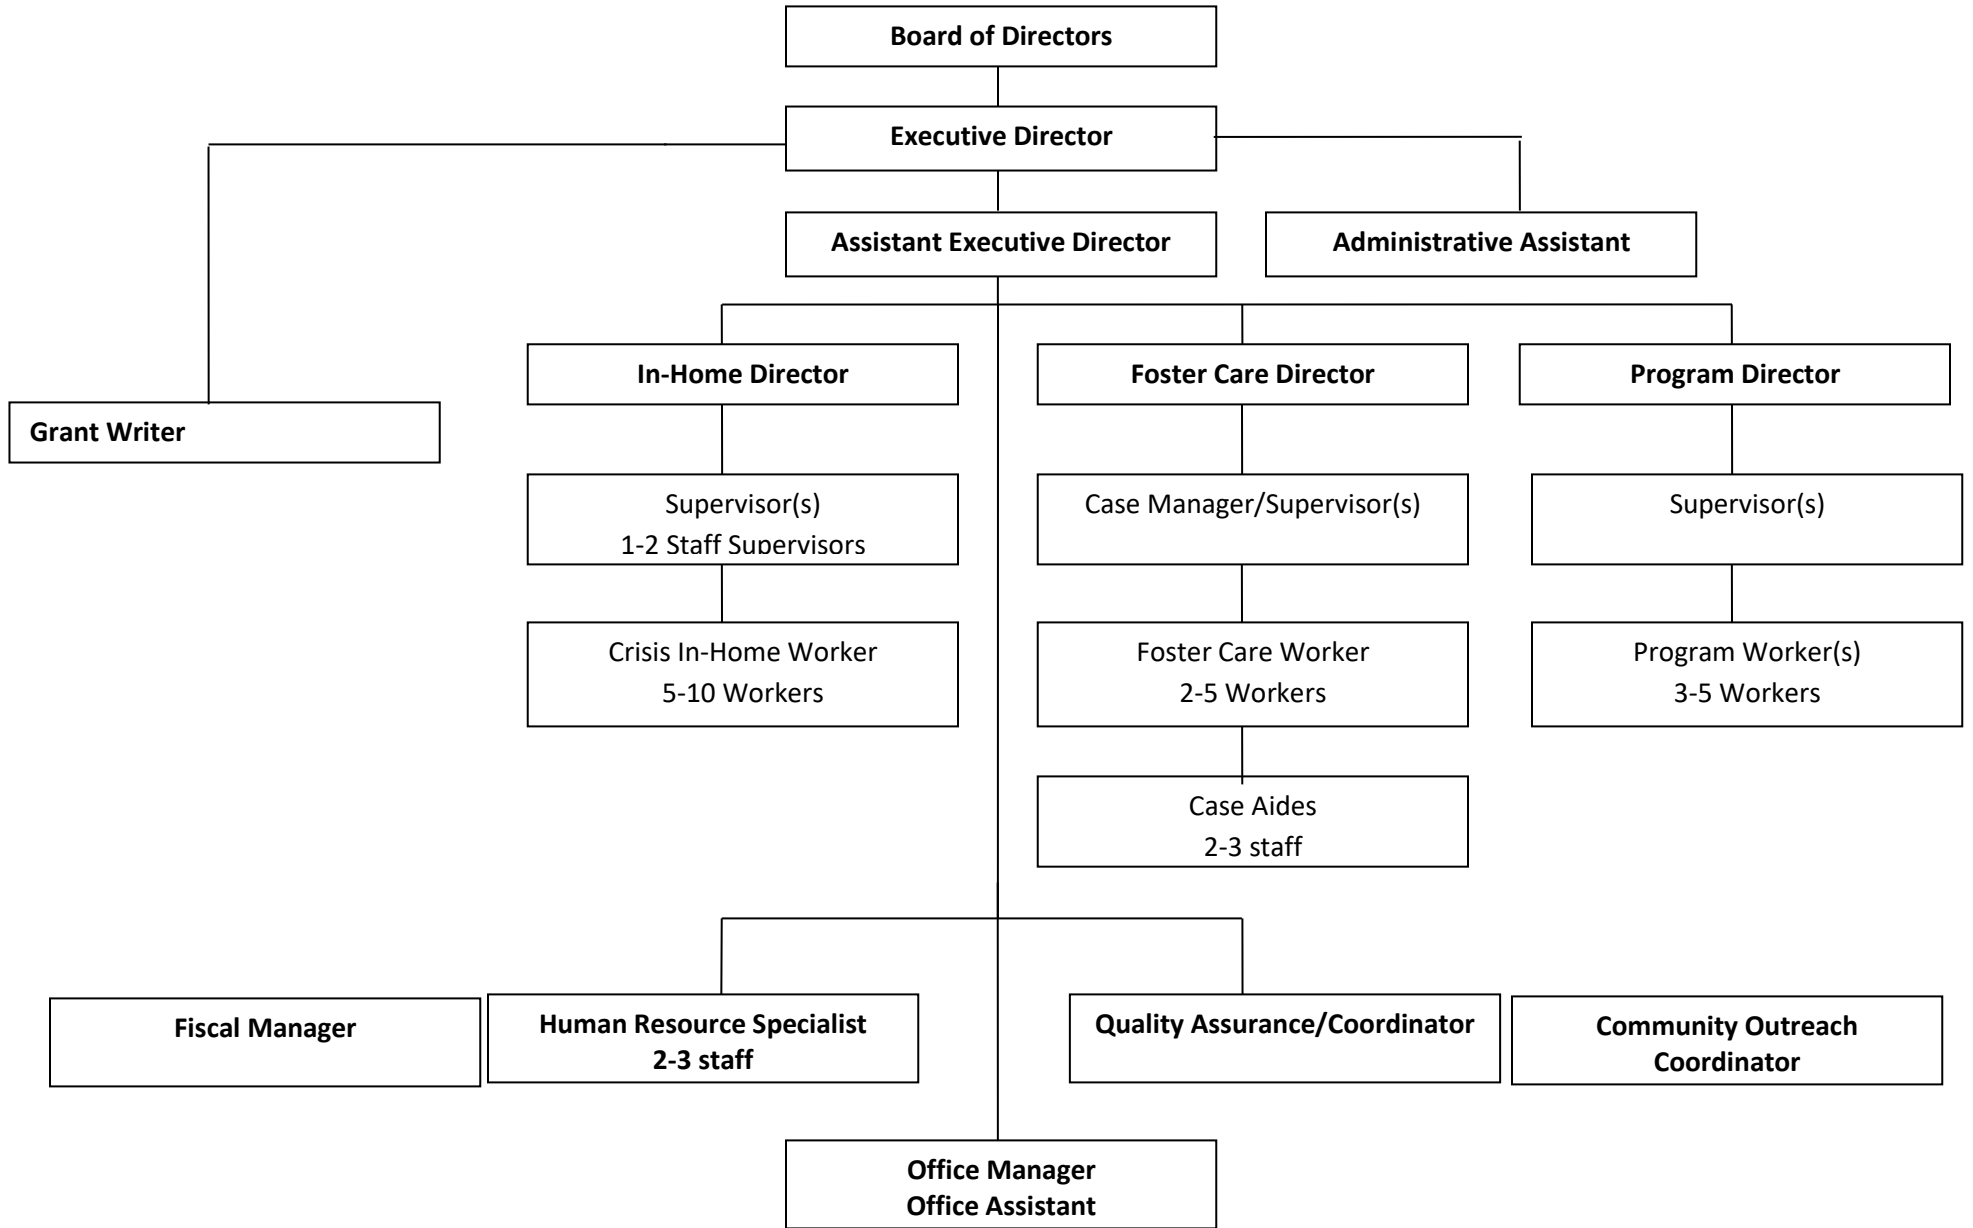 Board of Directors
Executive Director
Assistant Executive Director
Administrative Assistant
In-Home Director
Foster Care Director
Program Director
Grant Writer
Supervisor(s)
1-2 Staff Supervisors
Case Manager/Supervisor(s)
Supervisor(s)
Crisis In-Home Worker
5-10 Workers
Foster Care Worker
2-5 Workers
Program Worker(s)
3-5 Workers
Case Aides
2-3 staff
Fiscal Manager
Human Resource Specialist
2-3 staff
Quality Assurance/Coordinator
Community Outreach
Coordinator
Office Manager
Office Assistant